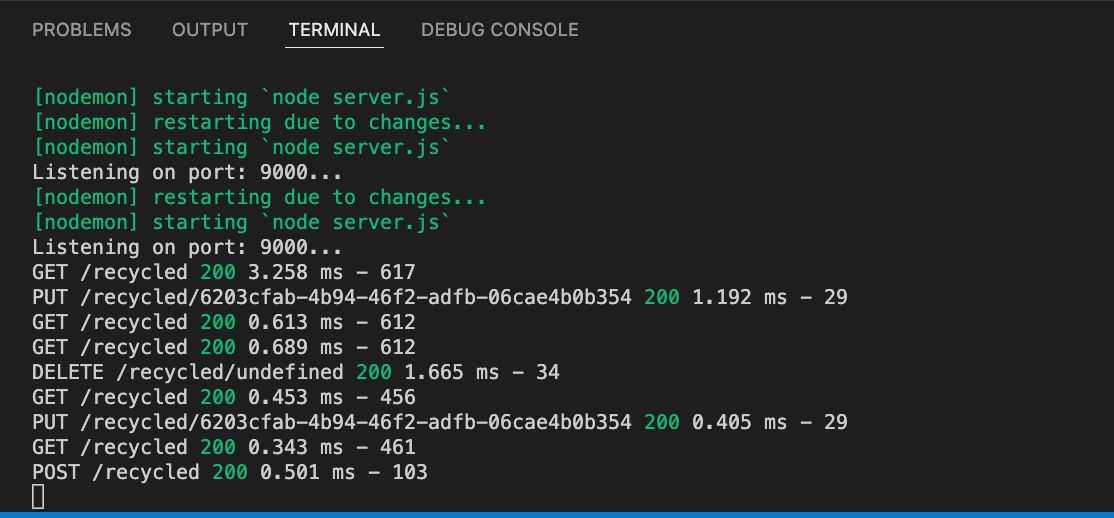 PROBLEMS OUTPUT TERMINAL DEBUG CONSOLE
[nodemon] starting `node server.js`
[nodemon] restarting due to changes...
[nodemon] starting `node server.js`
Listening on port: 9000...
[nodemon] restarting due to changes...
[nodemon] starting `node server.js`
Listening on port: 9000...
GET /recycled 200 3.258 ms - 617
PUT /recycled/6203cfab-4b94-46f2-adfb-06cae4b0b354 200 1.192 ms - 29
GET /recycled 200 0.613 ms - 612
GET /recycled 200 0.689 ms - 612
DELETE /recycled/undefined 200 1.665 ms - 34
GET /recycled 200 0.453 ms - 456
PUT /recycled/6203cfab-4b94-46f2-adfb-06cae4b0b354 200 0.405 ms - 29
GET /recycled 200 0.343 ms - 461
POST /recycled 200 0.501 ms - 103